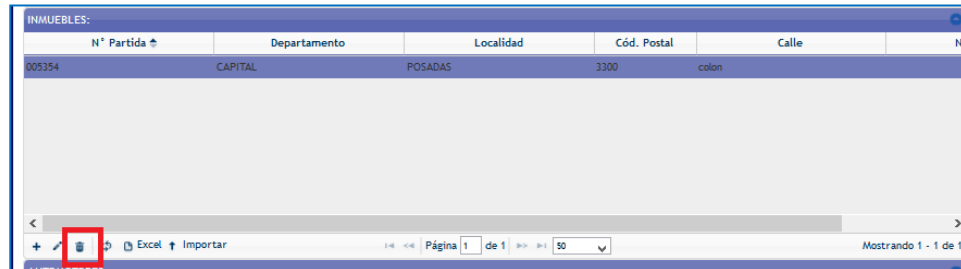 INMUEBLES:
N° Partida Departamento Localidad Cód. Postal Calle N
005354 CAPITAL POSADAS 3300 colon
Excel Importar Página 1 de 1 50 Mostrando 1 - 1 de 1